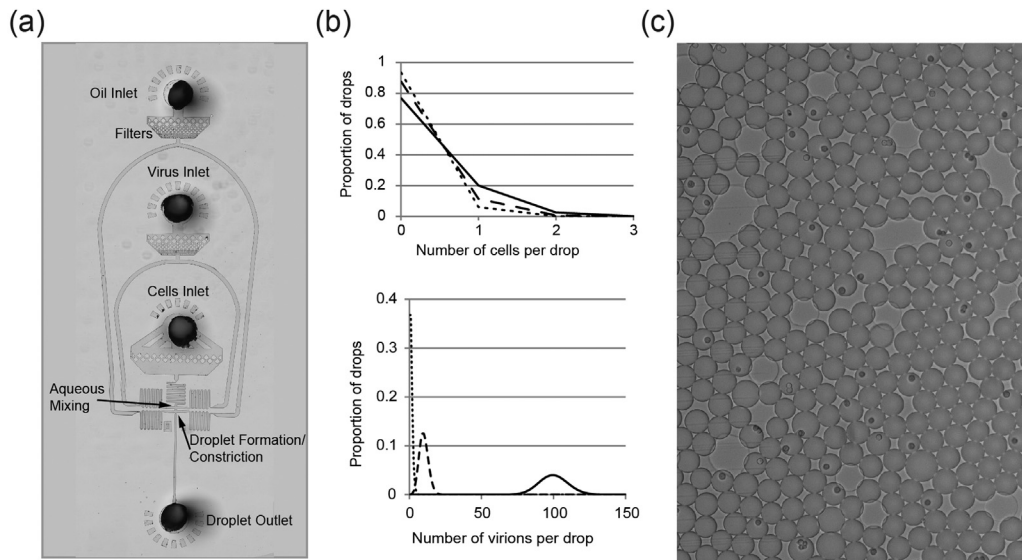 (a)
Oil Inlet
Filters
Virus Inlet
Cells Inlet
Aqueous
Mixing
Droplet Formation/
Constriction
Droplet Outlet
(b)
Proportion of drops
1
0.8
0.6
0.4
0.2
0
0
1
2
3
Number of cells per drop
Proportion of drops
0.4
0.3
0.2
0.1
0
0
50
100
150
Number of virions per drop
(c)